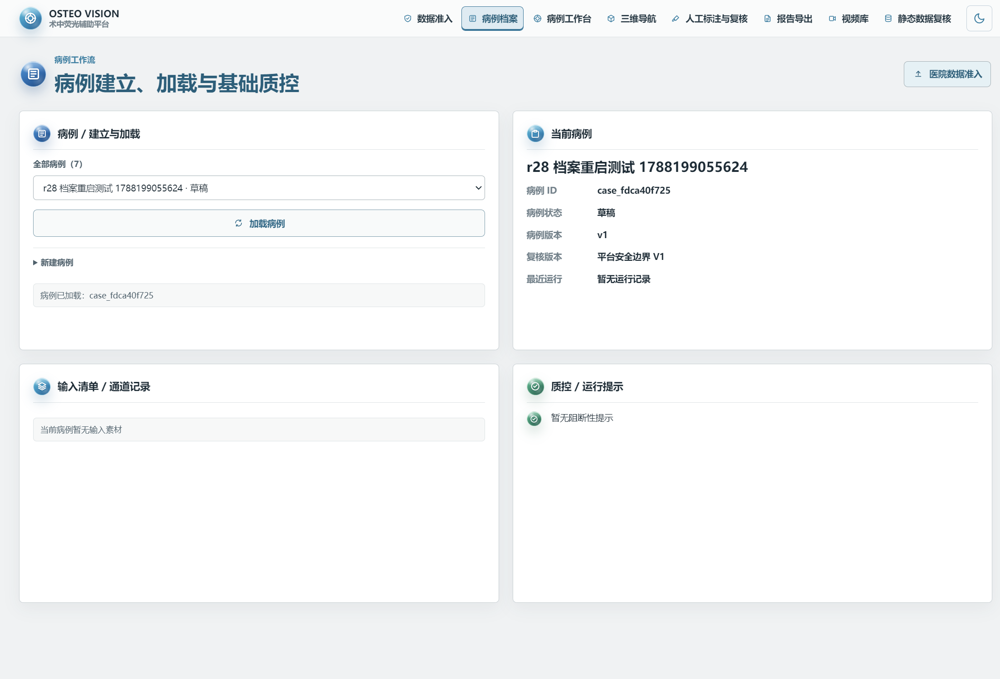 OSTEO VISION
术中荧光辅助平台
数据准入
病例档案
病例工作台
三维导航
人工标注与复核
报告导出
视频库
静态数据复核
病例工作流
病例建立、加载与基础质控
医院数据准入
病例 / 建立与加载
全部病例（7）
r28 档案重启测试 1788199055624 · 草稿
加载病例
新建病例
病例已加载：case_fdca40f725
当前病例
r28 档案重启测试 1788199055624
病例 ID case_fdca40f725
病例状态 草稿
病例版本 v1
复核版本 平台安全边界 V1
最近运行 暂无运行记录
输入清单 / 通道记录
当前病例暂无输入素材
质控 / 运行提示
暂无阻断性提示